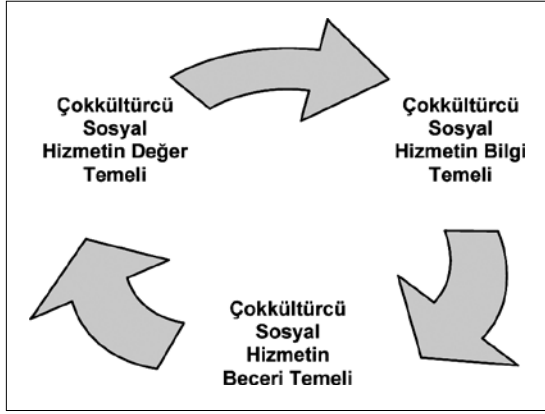 Çokkültürcü
Sosyal
Hizmetin Değer
Temeli
Çokkültürcü
Sosyal
Hizmetin Bilgi
Temeli
Çokkültürcü
Sosyal
Hizmetin
Beceri Temeli